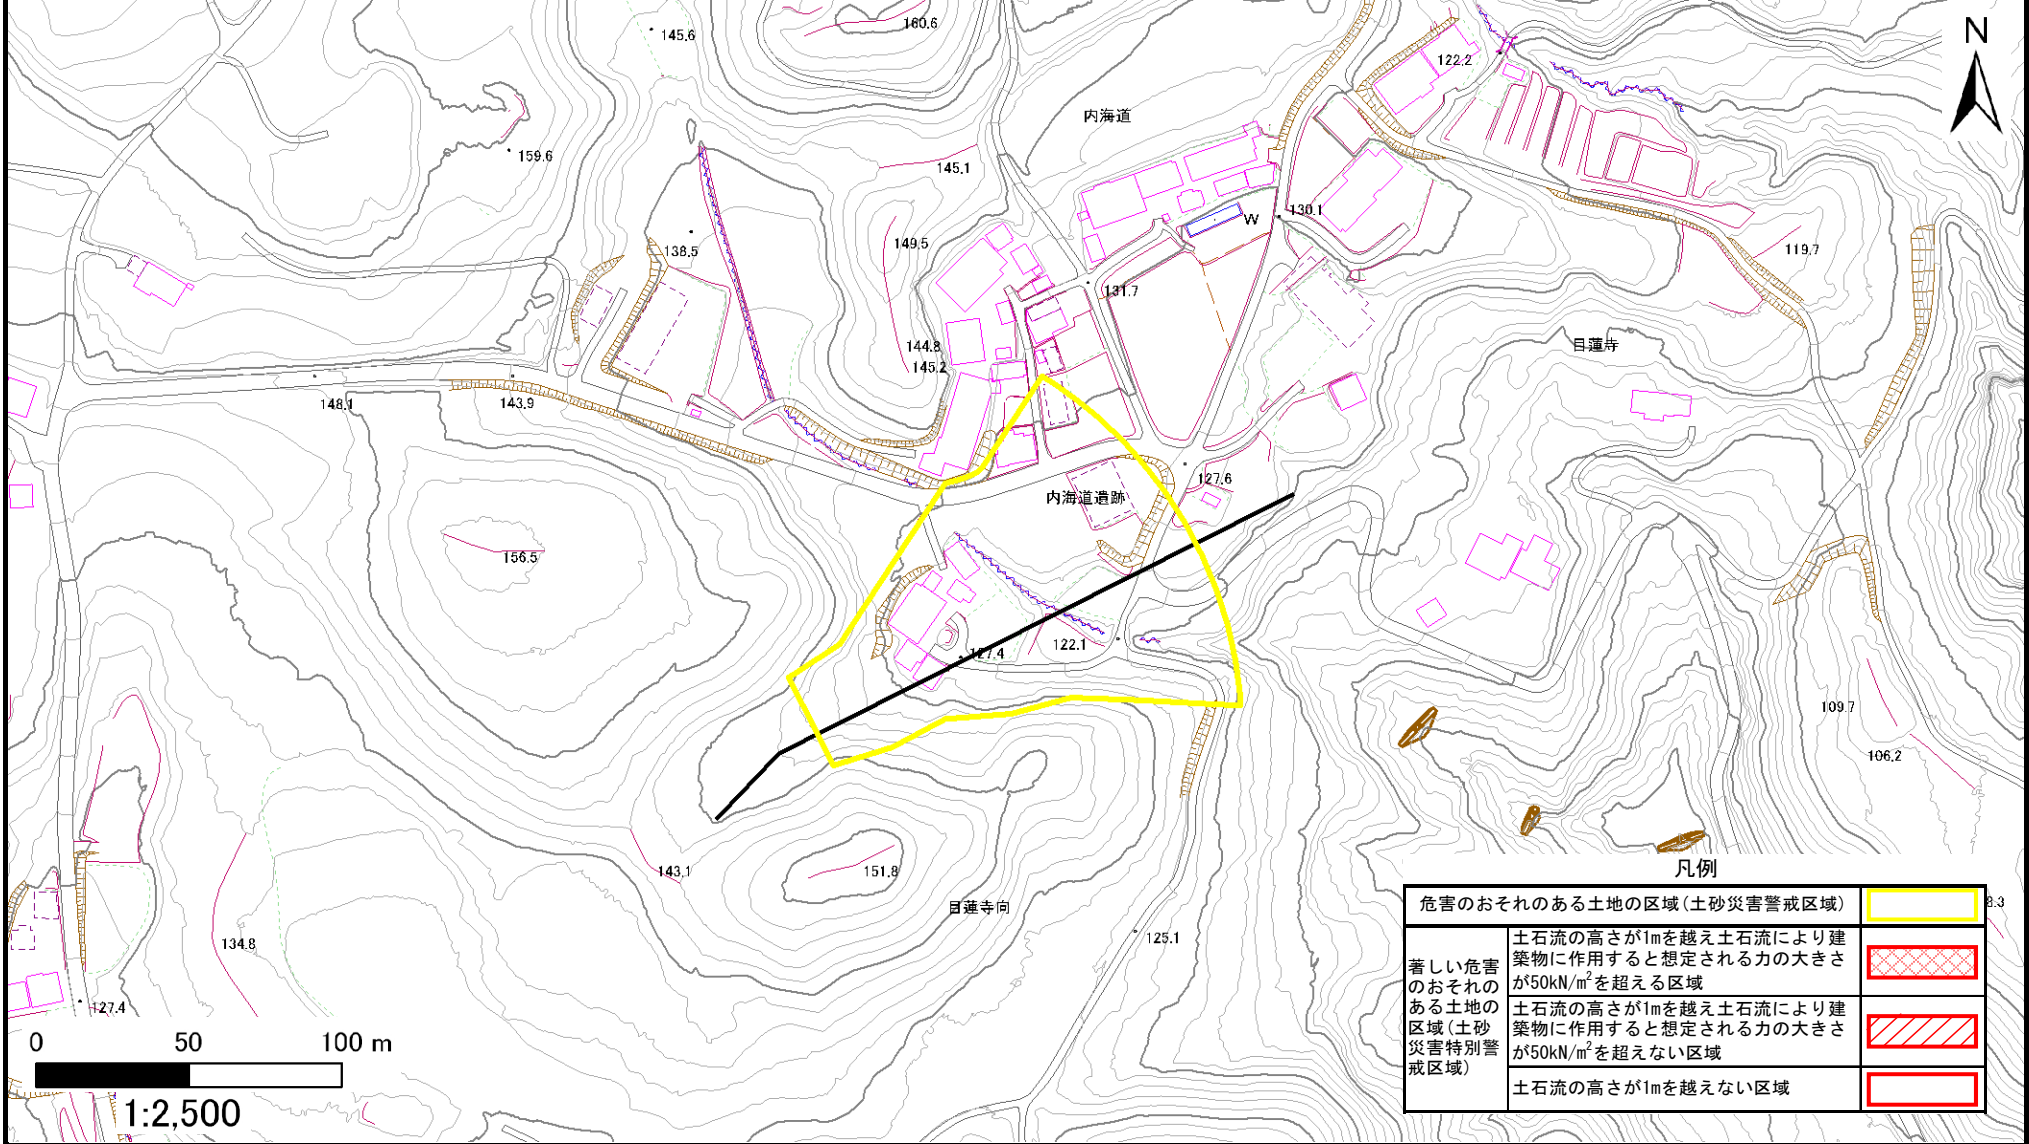 N
160.6
145.6
122.2
内海道
159.6
145.1
130.1
W
149.5
138.5
119.7
131.7
144.8
145.2
目蓮寺
148.1
143.9
127.6
内海道遺跡
156.5
127.4
122.1
109.7
106.2
143.1
151.8
目蓮寺向
134.8
125.1
127.4
0 50 100 m
1:2,500
凡例
危害のおそれのある土地の区域(土砂災害警戒区域)
8.3
著しい危害
のおそれの
ある土地の
区域(土砂
災害特別警
戒区域)
土石流の高さが1mを越え土石流により建
築物に作用すると想定される力の大きさ
が50kN/m²を超える区域
土石流の高さが1mを越え土石流により建
築物に作用すると想定される力の大きさ
が50kN/m²を超えない区域
土石流の高さが1mを越えない区域